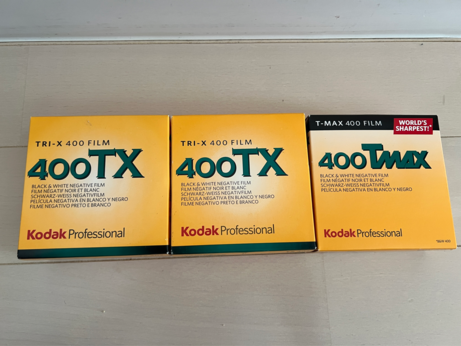 TRI-X 400 FILM
400TX
BLACK & WHITE NEGATIVE FILM
FILM NÉGATIF NOIR ET BLANC
SCHWARZ-WEISS NEGATIVFILM
PELÍCULA NEGATIVA EN BLANCO Y NEGRO
FILME NEGATIVO PRETO E BRANCO
Kodak Professional
TRI-X 400 FILM
400TX
BLACK & WHITE NEGATIVE FILM
FILM NÉGATIF NOIR ET BLANC
SCHWARZ-WEISS NEGATIVFILM
PELÍCULA NEGATIVA EN BLANCO Y NEGRO
FILME NEGATIVO PRETO E BRANCO
Kodak Professional
T-MAX 400 FILM
WORLD'S
SHARPEST!*
400TMAX
BLACK & WHITE NEGATIVE FILM
FILM NÉGATIF NOIR ET BLANC
SCHWARZ-WEISS NEGATIVFILM
PELÍCULA NEGATIVA EN BLANCO Y NEGRO
Kodak Professional